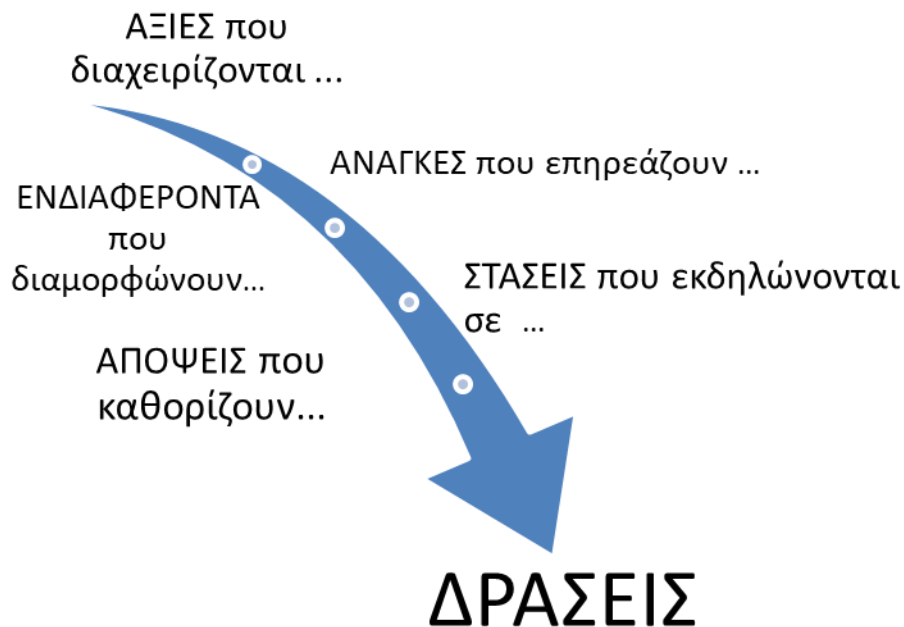 ΑΞΙΕΣ που
διαχειρίζονται ...
ΑΝΑΓΚΕΣ που επηρεάζουν ...
ΕΝΔΙΑΦΕΡΟΝΤΑ
που
διαμορφώνουν...
ΣΤΑΣΕΙΣ που εκδηλώνονται
σε ...
ΑΠΟΨΕΙΣ που
καθορίζουν...
ΔΡΑΣΕΙΣ